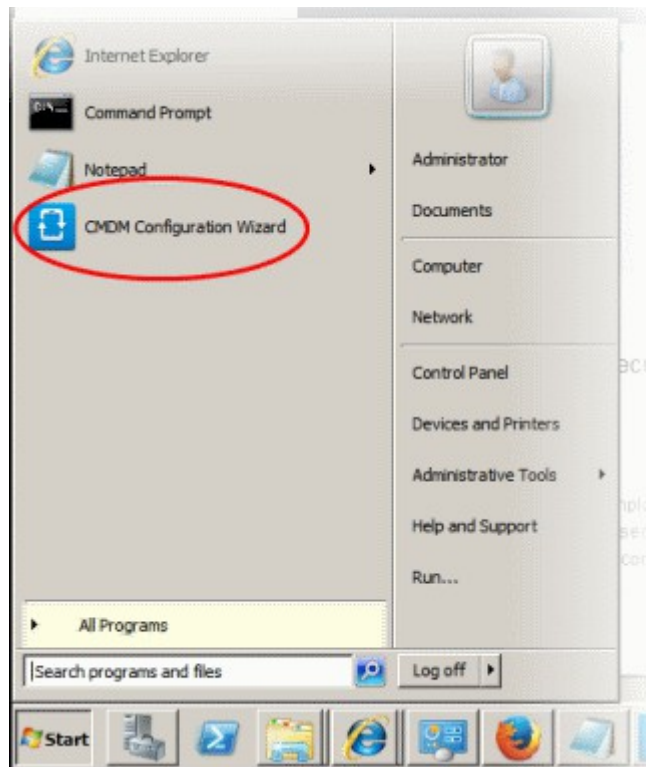 Internet Explorer
Command Prompt
Notepad
CMDM Configuration Wizard
All Programs
Search programs and files
Administrator
Documents
Computer
Network
Control Panel
Devices and Printers
Administrative Tools
Help and Support
Run...
Log off
Start